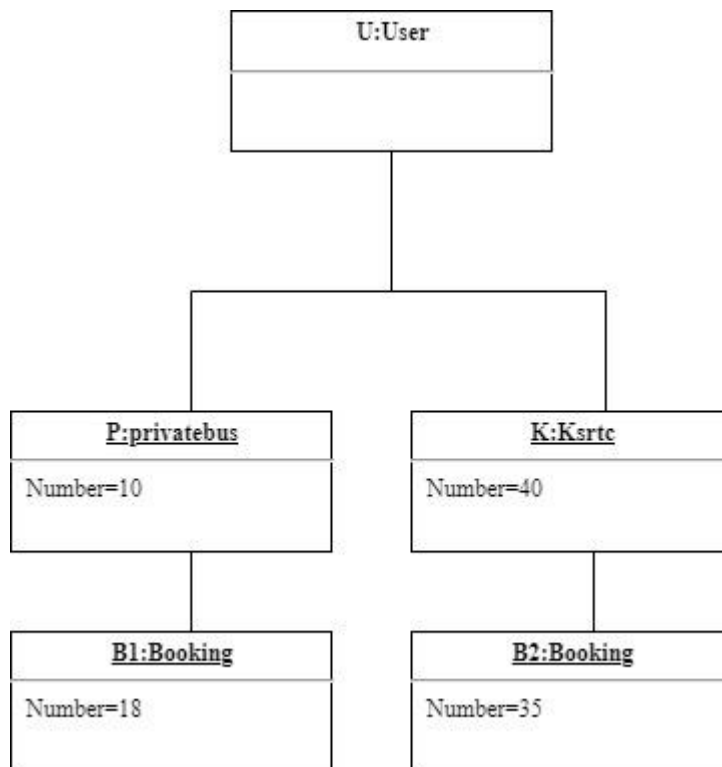 U:User
P:privatebus
Number=10
K:Ksrtc
Number=40
B1:Booking
Number=18
B2:Booking
Number=35